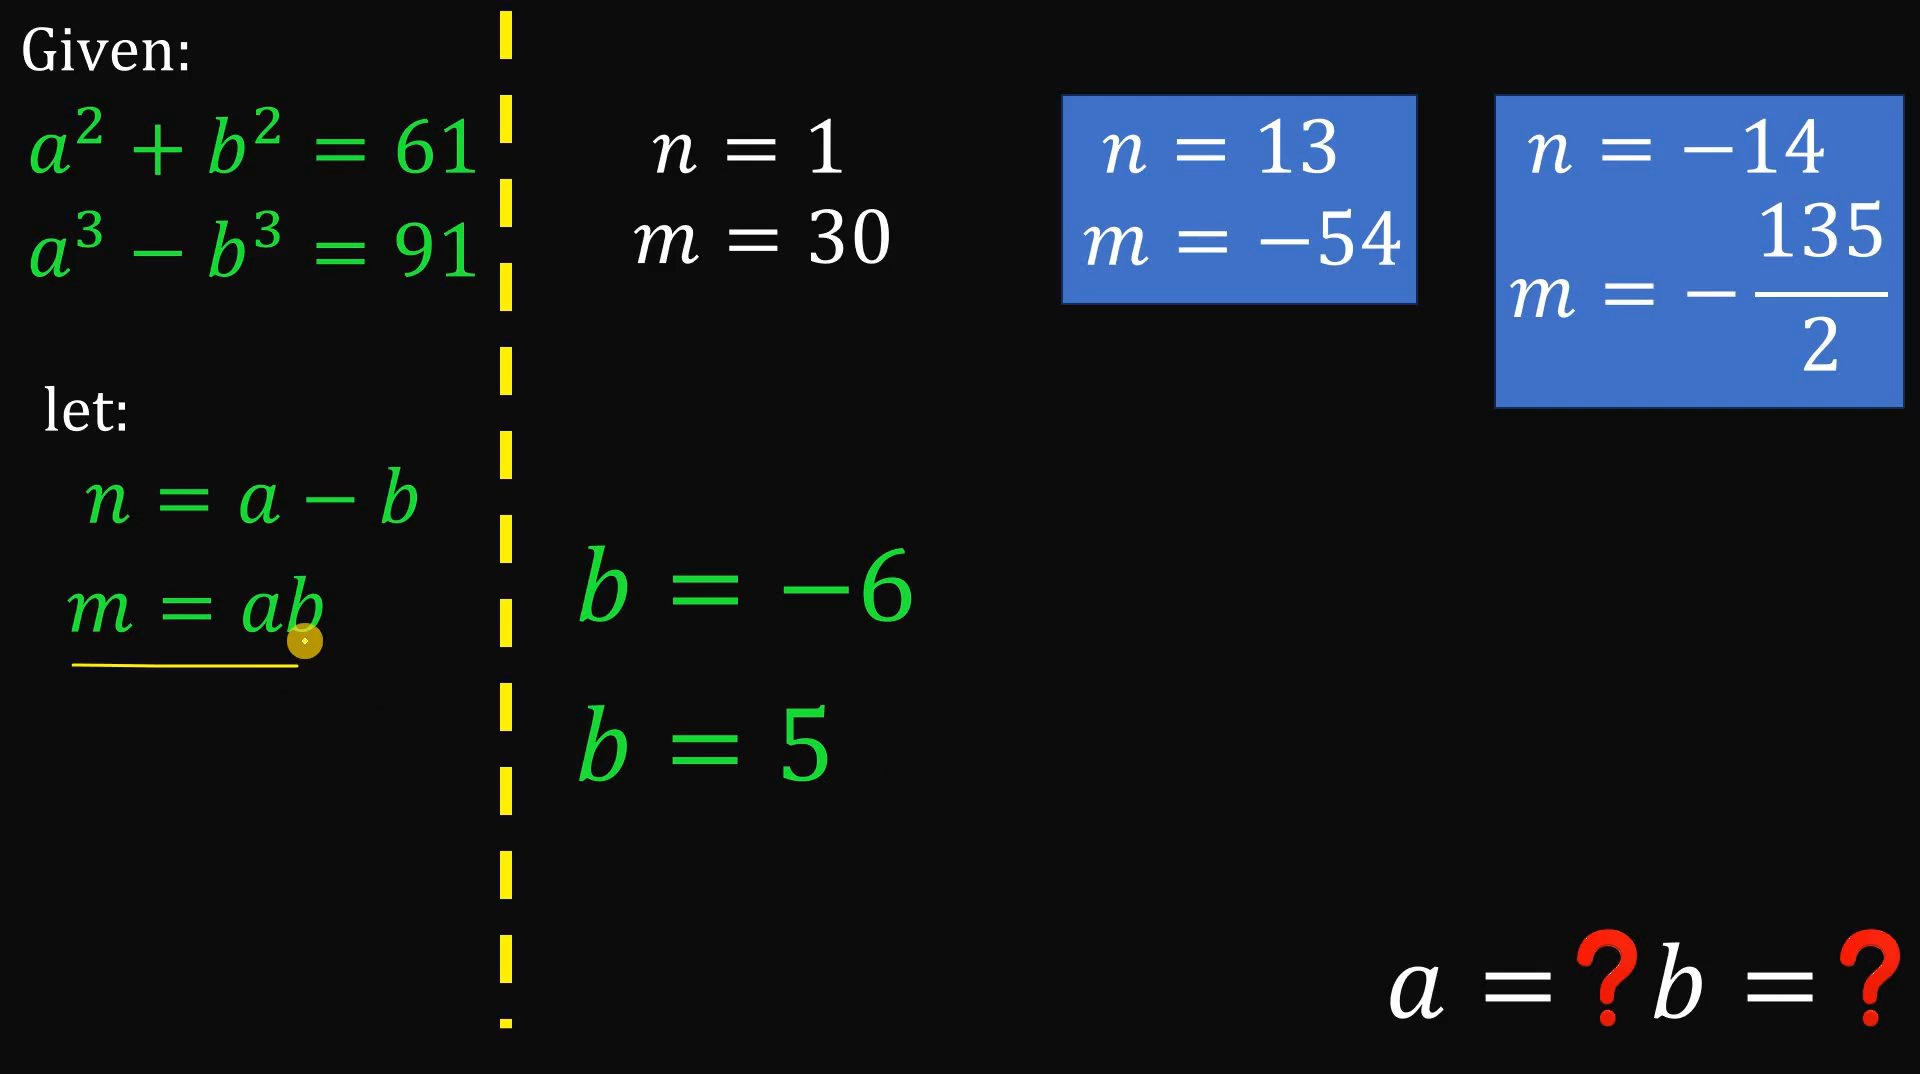 Given:
a² + b² = 61
a³ − b³ = 91
let:
n = a − b
m = ab
n = 1
m = 30
n = 13
m = −54
n = −14
m = −135/2
b = −6
b = 5
a =❓b =❓